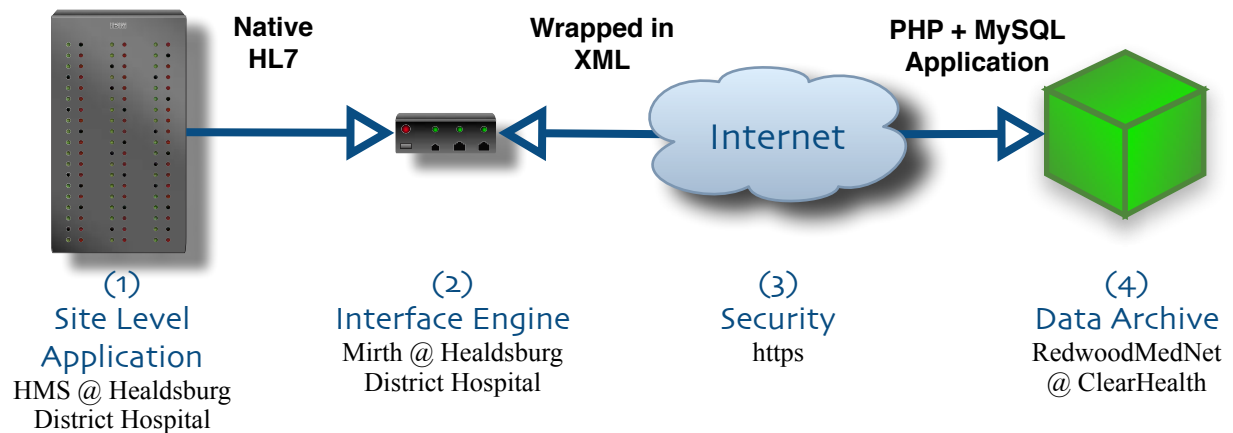 Native
HL7
Wrapped in
XML
PHP + MySQL
Application
Internet
(1)
Site Level
Application
HMS @ Healdsburg
District Hospital
(2)
Interface Engine
Mirth @ Healdsburg
District Hospital
(3)
Security
https
(4)
Data Archive
RedwoodMedNet
@ ClearHealth